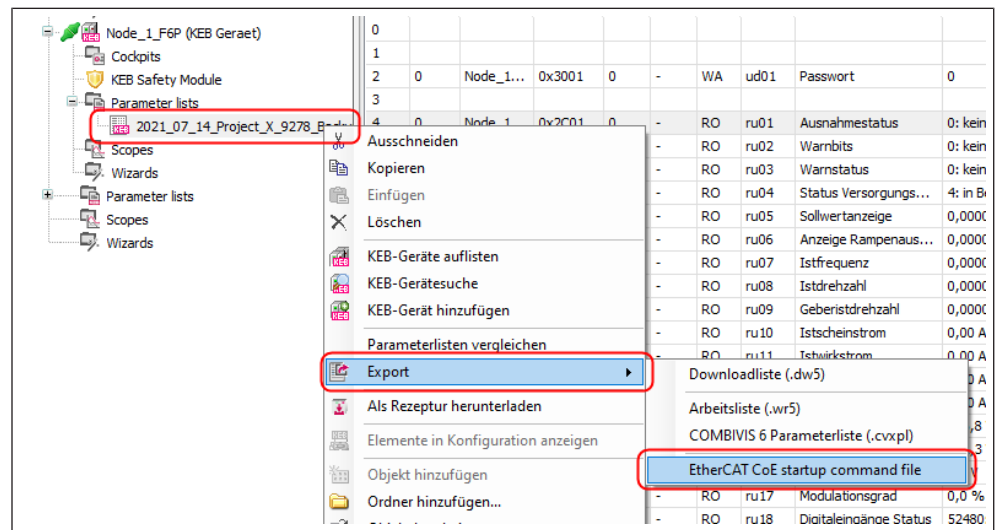 Node_1_F6P (KEB Geraet)
Cockpits
KEB Safety Module
Parameter lists
2021_07_14_Project_X_9278_Backu
Scopes
Wizards
Parameter lists
Scopes
Wizards
0
1
2 0 Node_1... 0x3001 0 - WA ud01 Passwort 0
3
4 0 Node_1 0x2C01 0 - RO ru01 Ausnahmestatus 0: kein
- RO ru02 Warnbits 0: kein
- RO ru03 Warnstatus 0: kein
- RO ru04 Status Versorgungs... 4: in Be
- RO ru05 Sollwertanzeige 0,0000
- RO ru06 Anzeige Rampenaus... 0,0000
- RO ru07 Istfrequenz 0,0000
- RO ru08 Istdrehzahl 0,0000
- RO ru09 Geberistdrehzahl 0,0000
- RO ru10 Istscheinstrom 0,00 A
- RO ru11 Istwirkstrom 0,00 A
Ausschneiden
Kopieren
Einfügen
Löschen
KEB-Geräte auflisten
KEB-Gerätesuche
KEB-Gerät hinzufügen
Parameterlisten vergleichen
Export
Als Rezeptur herunterladen
Elemente in Konfiguration anzeigen
Objekt hinzufügen
Ordner hinzufügen...
Downloadliste (.dw5)
Arbeitsliste (.wr5)
COMBIVIS 6 Parameterliste (.cvxpl)
EtherCAT CoE startup command file
- RO ru17 Modulationsgrad 0,0 %
- RO ru18 Digitaleingänge Status 52480